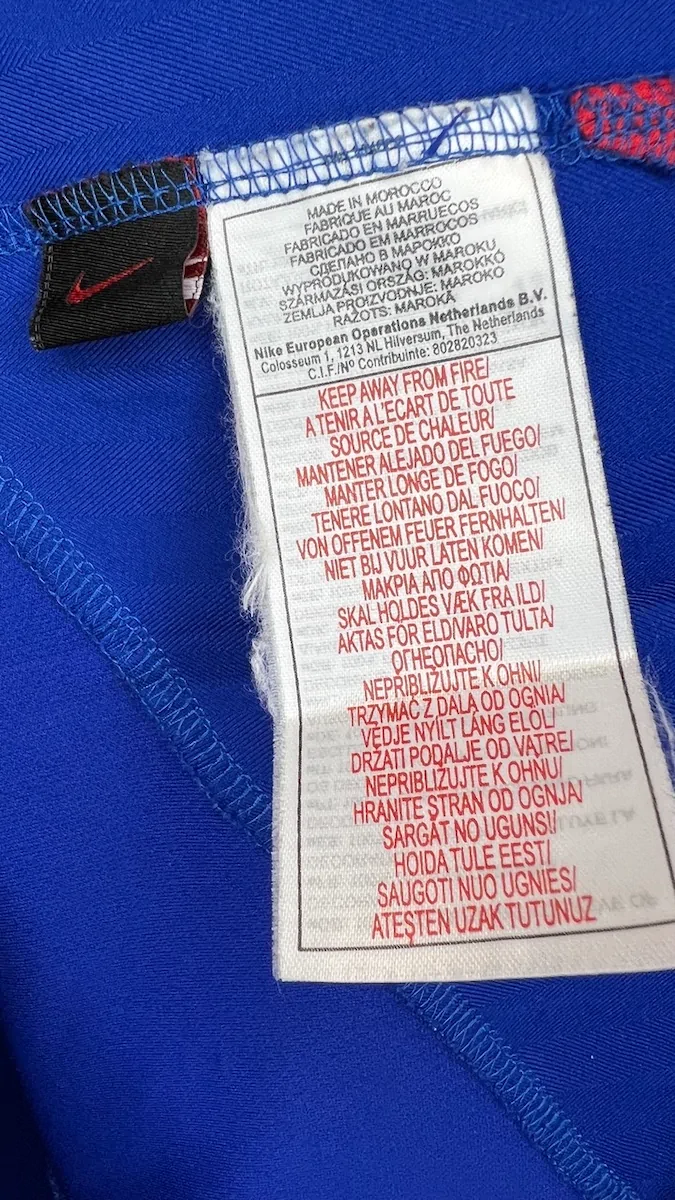 MADE IN MOROCCO
FABRIQUE AU MAROC
FABRICADO EN MARRUECOS
FABRICADO EM MARROCOS
СДЕЛАНО В МАРОККО
WYPRODUKOWANO W MAROKU
SZÁRMAZÁSI ORSZÁG: MAROKKÓ
ZEMLJA PROIZVODNJE: MAROKO
RAŽOTS: MAROKĀ
Nike European Operations Netherlands B.V.
Colosseum 1, 1213 NL Hilversum, The Netherlands
C.I.F./Nº Contribuinte: 802820323
KEEP AWAY FROM FIRE/
A TENIR A L'ECART DE TOUTE
SOURCE DE CHALEUR/
MANTENER ALEJADO DEL FUEGO/
MANTER LONGE DE FOGO/
TENERE LONTANO DAL FUOCO/
VON OFFENEM FEUER FERNHALTEN/
NIET BIJ VUUR LATEN KOMEN/
ΜΑΚΡΙΑ ΑΠΟ ΦΩΤΙΑ/
SKAL HOLDES VÆK FRA ILD/
AKTAS FÖR ELD/VARO TULTA/
ОГНЕОПАСНО/
NEPRIBLIŽUJTE K OHNI/
TRZYMAĆ Z DALA OD OGNIA/
VÉDJE NYÍLT LÁNG ELŐL/
DRŽATI PODALJE OD VATRE/
NEPRIBLIŽUJTE K OHŇU/
HRANITE STRAN OD OGNJA/
SARGĀT NO UGUNS!/
HOIDA TULE EEST/
SAUGOTI NUO UGNIES/
ATEŞTEN UZAK TUTUNUZ